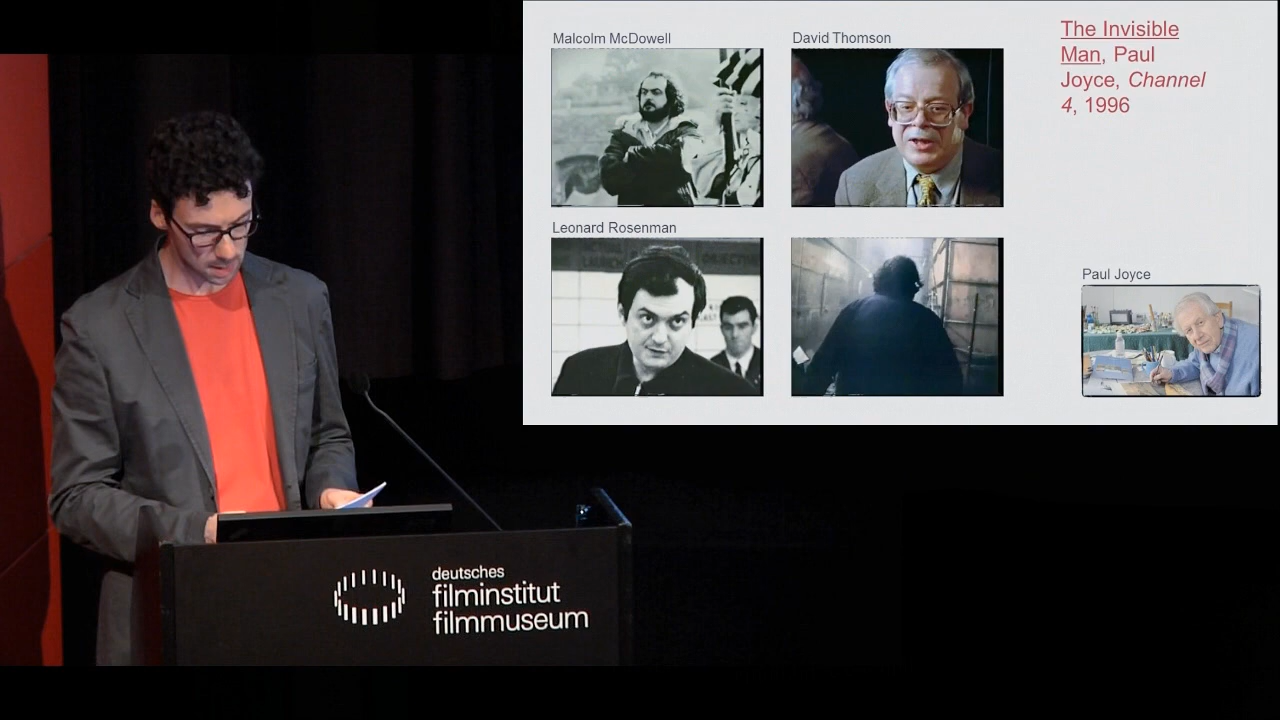 Malcolm McDowell
David Thomson
The Invisible
Man, Paul
Joyce, Channel
4, 1996
Leonard Rosenman
Paul Joyce
deutsches
filminstitut
filmmuseum